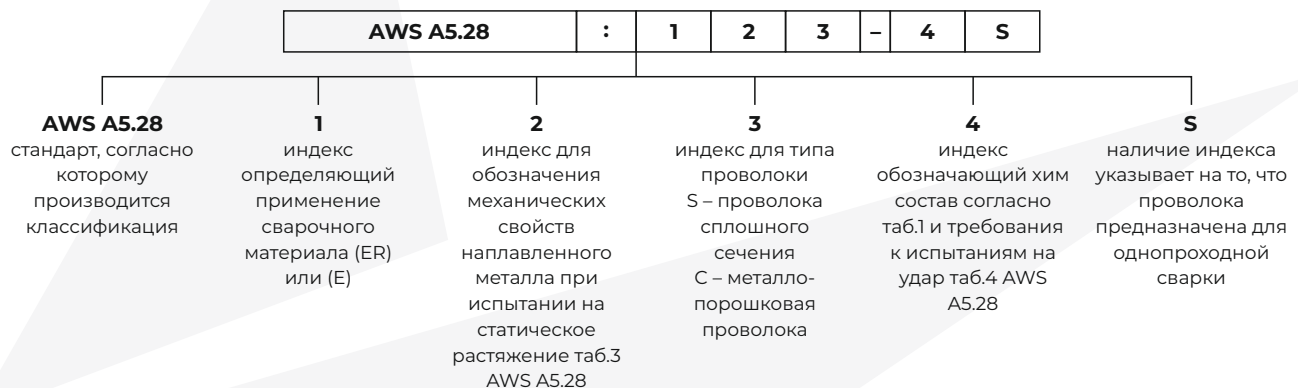 AWS A5.28 : 1 2 3 – 4 S
AWS A5.28
стандарт, согласно
которому
производится
классификация
1
индекс
определяющий
применение
сварочного
материала (ER)
или (E)
2
индекс для
обозначения
механических
свойств
наплавленного
металла при
испытании на
статическое
растяжение таб.3
AWS A5.28
3
индекс для типа
проволоки
S – проволока
сплошного
сечения
C – металло-
порошковая
проволока
4
индекс
обозначающий хим
состав согласно
таб.1 и требования
к испытаниям на
удар таб.4 AWS
A5.28
S
наличие индекса
указывает на то, что
проволока
предназначена для
однопроходной
сварки